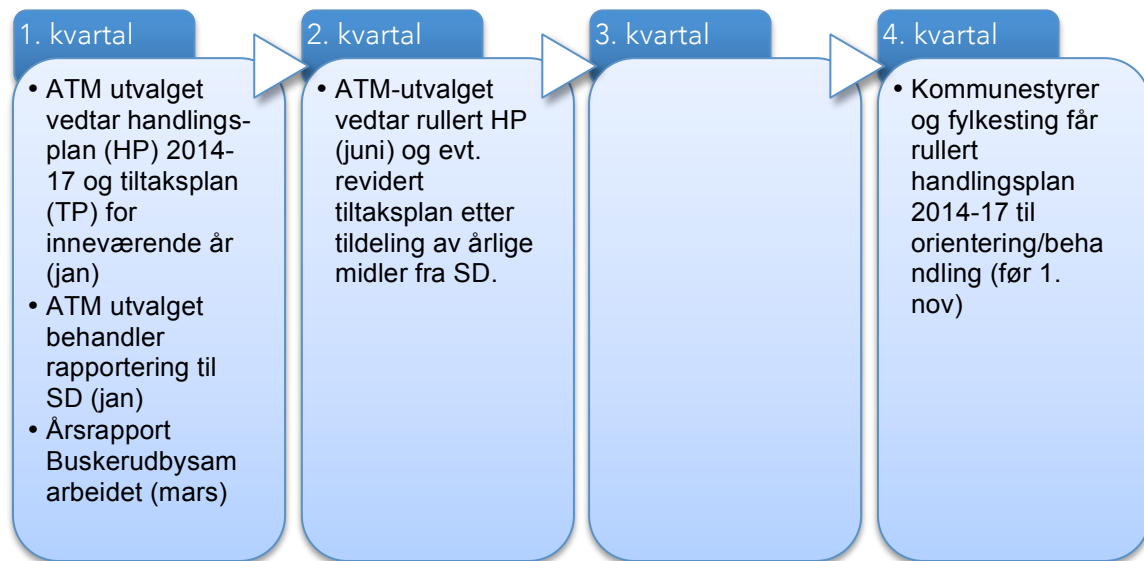 1. kvartal
• ATM utvalget
vedtar handlings-
plan (HP) 2014-
17 og tiltaksplan
(TP) for
inneværende år
(jan)
• ATM utvalget
behandler
rapportering til
SD (jan)
• Årsrapport
Buskerudbysam
arbeidet (mars)
2. kvartal
• ATM-utvalget
vedtar rullert HP
(juni) og evt.
revidert
tiltaksplan etter
tildeling av årlige
midler fra SD.
3. kvartal
4. kvartal
• Kommunestyrer
og fylkesting får
rullert
handlingsplan
2014-17 til
orientering/beha
ndling (før 1.
nov)